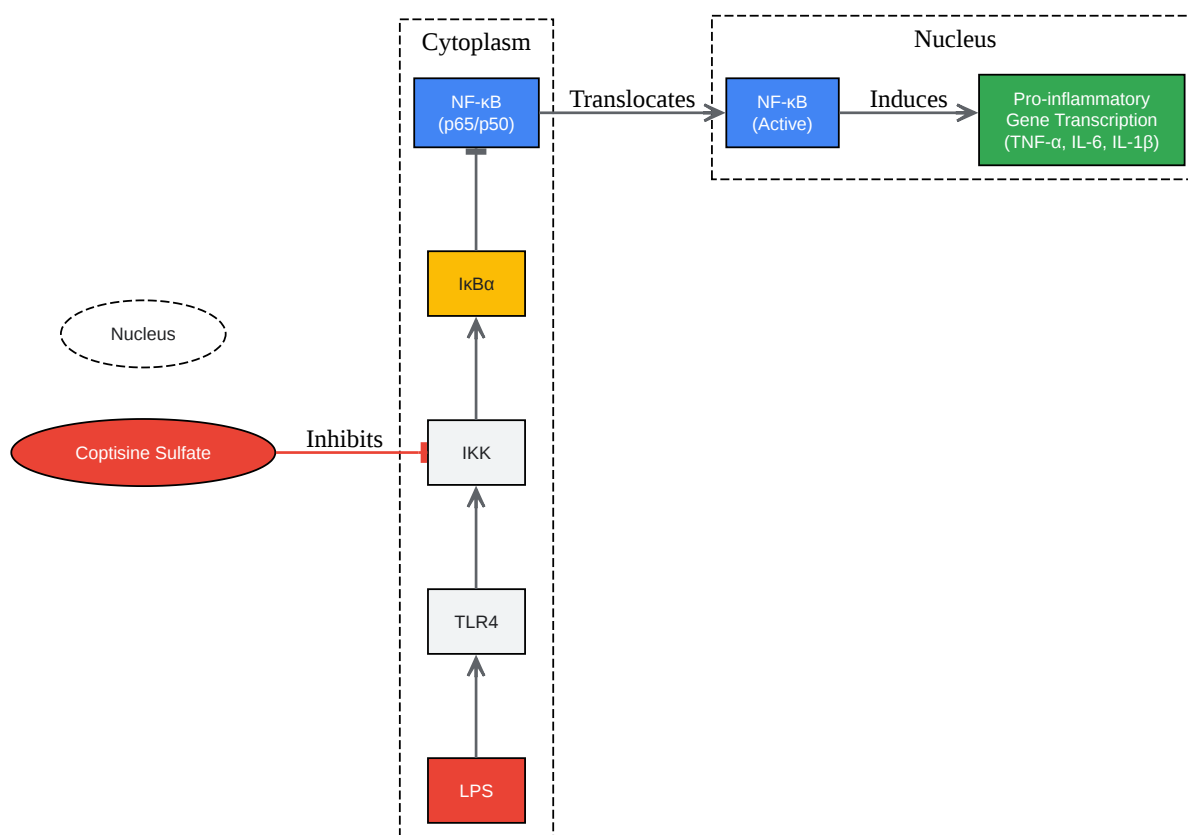 Cytoplasm
Nucleus
NF-κB
(p65/p50)
Translocates
NF-κB
(Active)
Induces
Pro-inflammatory
Gene Transcription
(TNF-α, IL-6, IL-1β)
IκBα
Nucleus
Coptisine Sulfate
Inhibits
IKK
TLR4
LPS